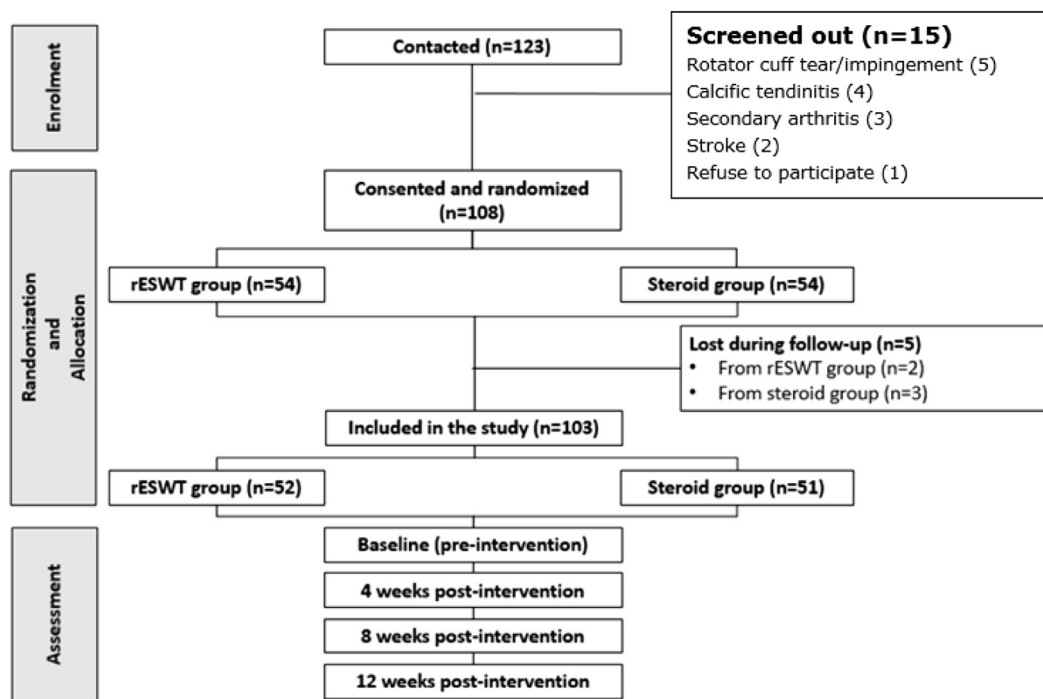 Enrolment
Contacted (n=123)
Screened out (n=15)
Rotator cuff tear/impingement (5)
Calcific tendinitis (4)
Secondary arthritis (3)
Stroke (2)
Refuse to participate (1)
Randomization
and
Allocation
Consented and randomized
(n=108)
rESWT group (n=54)
Steroid group (n=54)
Lost during follow-up (n=5)
• From rESWT group (n=2)
• From steroid group (n=3)
Included in the study (n=103)
rESWT group (n=52)
Steroid group (n=51)
Assessment
Baseline (pre-intervention)
4 weeks post-intervention
8 weeks post-intervention
12 weeks post-intervention